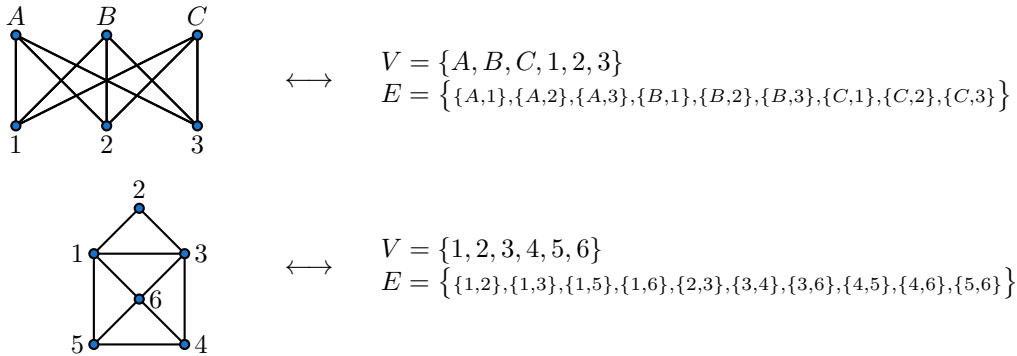 A B C
1 2 3
⟷
V = {A, B, C, 1, 2, 3}
E = {{A,1},{A,2},{A,3},{B,1},{B,2},{B,3},{C,1},{C,2},{C,3}}
2
1 3
6
5 4
⟷
V = {1, 2, 3, 4, 5, 6}
E = {{1,2},{1,3},{1,5},{1,6},{2,3},{3,4},{3,6},{4,5},{4,6},{5,6}}